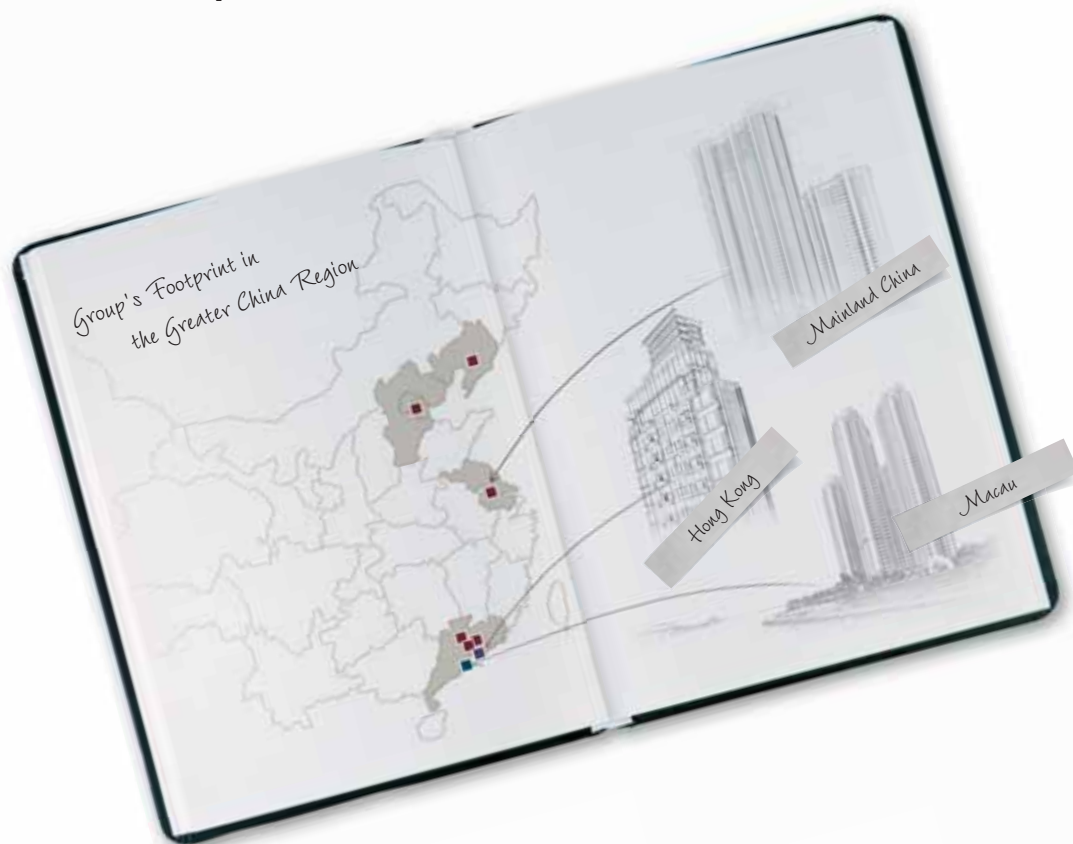 Group's Footprint in
the Greater China Region
Mainland China
Hong Kong
Macau